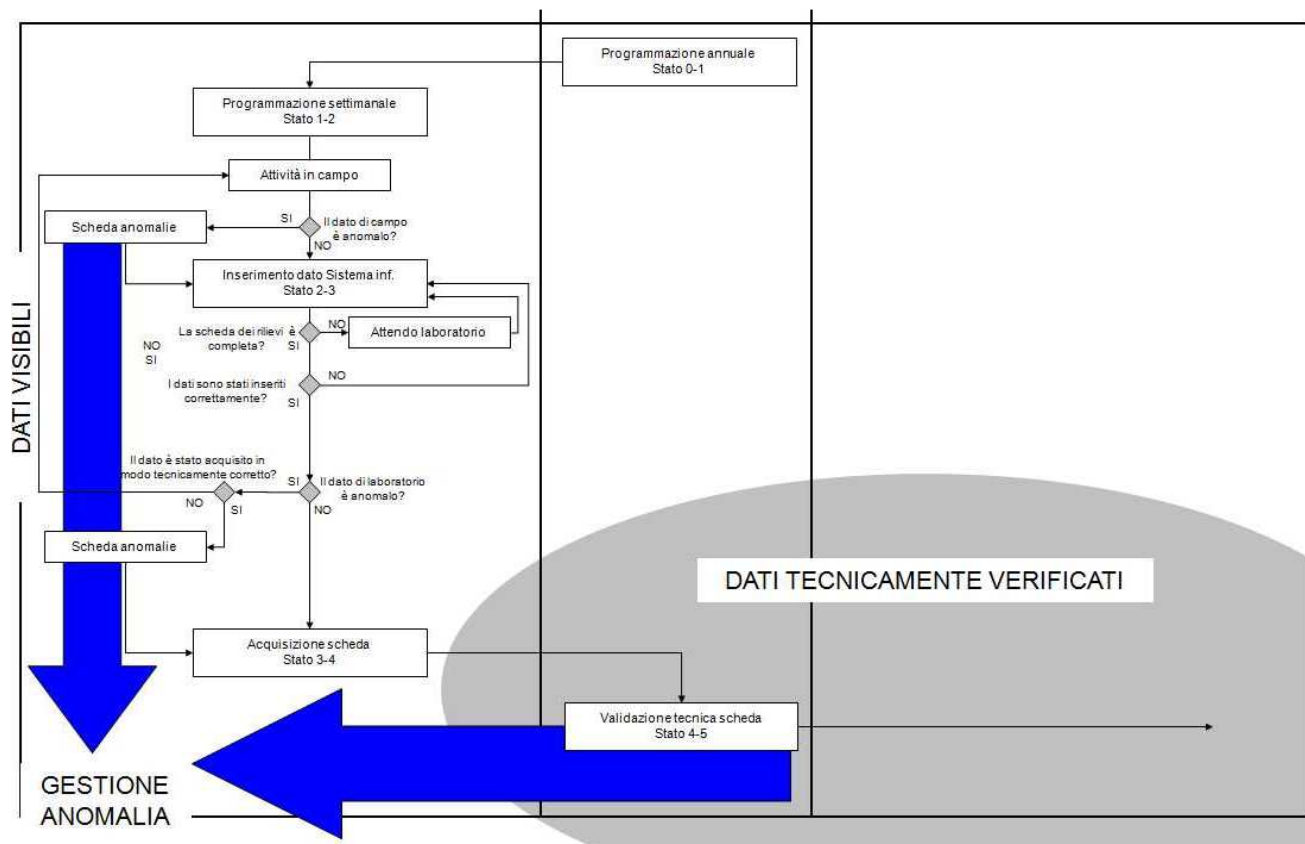 Programmazione annuale
Stato 0-1
Programmazione settimanale
Stato 1-2
Attività in campo
SI
Il dato di campo
è anomalo?
Scheda anomalie
NO
Inserimento dato Sistema inf.
Stato 2-3
La scheda dei rilievi è
completa?
NO
SI
Attendo laboratorio
NO
SI
I dati sono stati inseriti
correttamente?
NO
SI
DATI VISIBILI
Il dato è stato acquisito in
modo tecnicamente corretto?
SI
Il dato di laboratorio
è anomalo?
NO
SI
NO
Scheda anomalie
DATI TECNICAMENTE VERIFICATI
Acquisizione scheda
Stato 3-4
Validazione tecnica scheda
Stato 4-5
GESTIONE
ANOMALIA